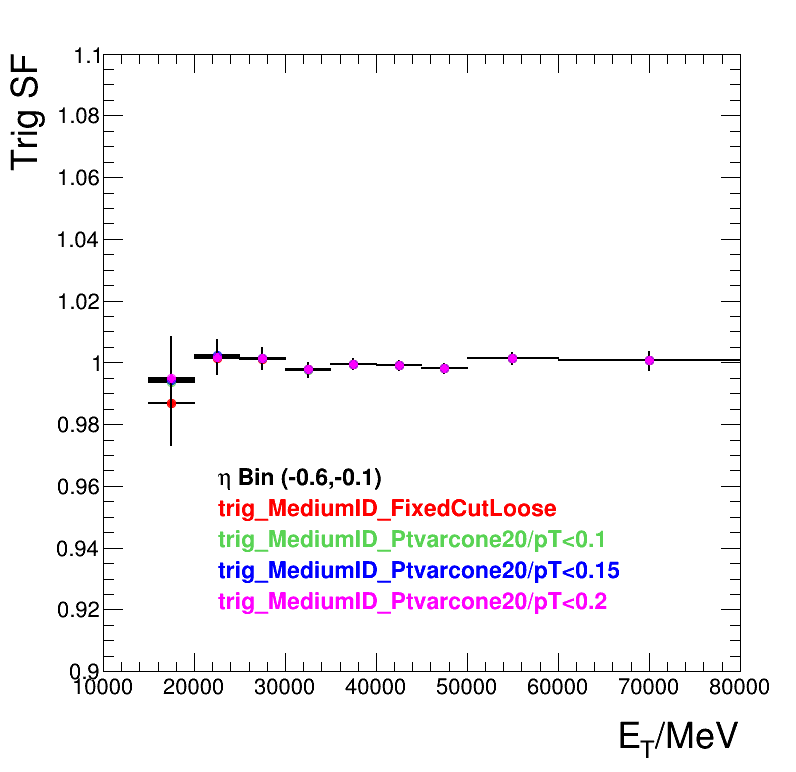 Trig SF
1.1
1.08
1.06
1.04
1.02
1
0.98
0.96
0.94
0.92
0.9
η Bin (-0.6,-0.1)
trig_MediumID_FixedCutLoose
trig_MediumID_Ptvarcone20/pT<0.1
trig_MediumID_Ptvarcone20/pT<0.15
trig_MediumID_Ptvarcone20/pT<0.2
10000 20000 30000 40000 50000 60000 70000 80000
E_T/MeV